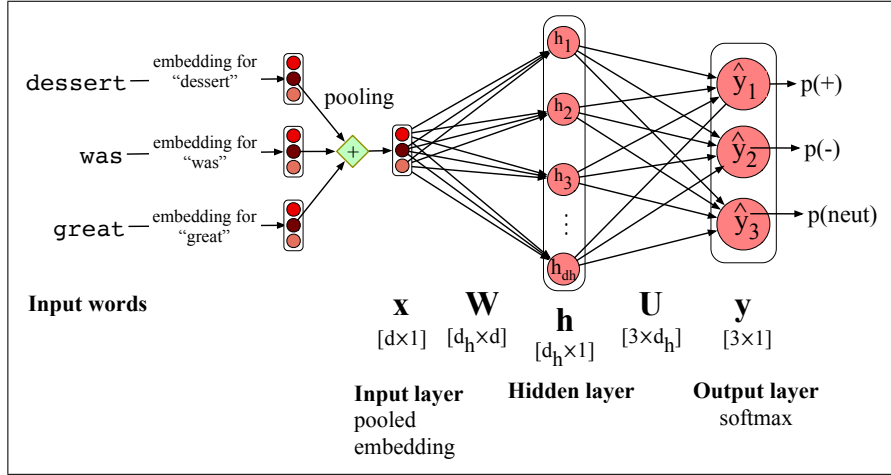 dessert
embedding for
“dessert”
was
embedding for
“was”
great
embedding for
“great”
pooling
+
h1
h2
h3
⋮
hdh
ŷ1
ŷ2
ŷ3
p(+)
p(-)
p(neut)
Input words
x
[d×1]
W
[dh×d]
h
[dh×1]
U
[3×dh]
y
[3×1]
Input layer
pooled
embedding
Hidden layer
Output layer
softmax